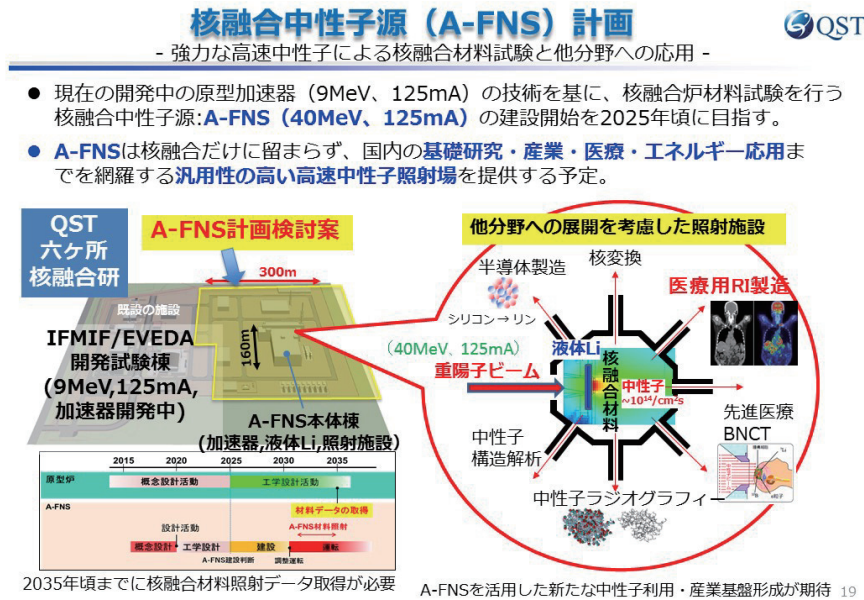 核融合中性子源（A-FNS）計画
- 強力な高速中性子による核融合材料試験と他分野への応用 -
QST
● 現在の開発中の原型加速器（9MeV、125mA）の技術を基に、核融合炉材料試験を行う
核融合中性子源:A-FNS（40MeV、125mA）の建設開始を2025年頃に目指す。
● A-FNSは核融合だけに留まらず、国内の基礎研究・産業・医療・エネルギー応用ま
でを網羅する汎用性の高い高速中性子照射場を提供する予定。
QST
六ヶ所
核融合研
A-FNS計画検討案
300m
160m
既設の施設
IFMIF/EVEDA
開発試験棟
(9MeV,125mA,
加速器開発中)
A-FNS本体棟
(加速器,液体Li,照射施設)
他分野への展開を考慮した照射施設
半導体製造
シリコン→リン
核変換
医療用RI製造
（40MeV、125mA）
重陽子ビーム
液体Li
核融合材料
中性子
~10¹⁴/cm²s
先進医療
BNCT
中性子
構造解析
中性子ラジオグラフィー
2015 2020 2025 2030 2035
原型炉
概念設計活動
工学設計活動
材料データの取得
A-FNS
A-FNS材料照射
設計活動
概念設計
工学設計
建設
運転
A-FNS建設判断
調整運転
2035年頃までに核融合材料照射データ取得が必要
A-FNSを活用した新たな中性子利用・産業基盤形成が期待
19